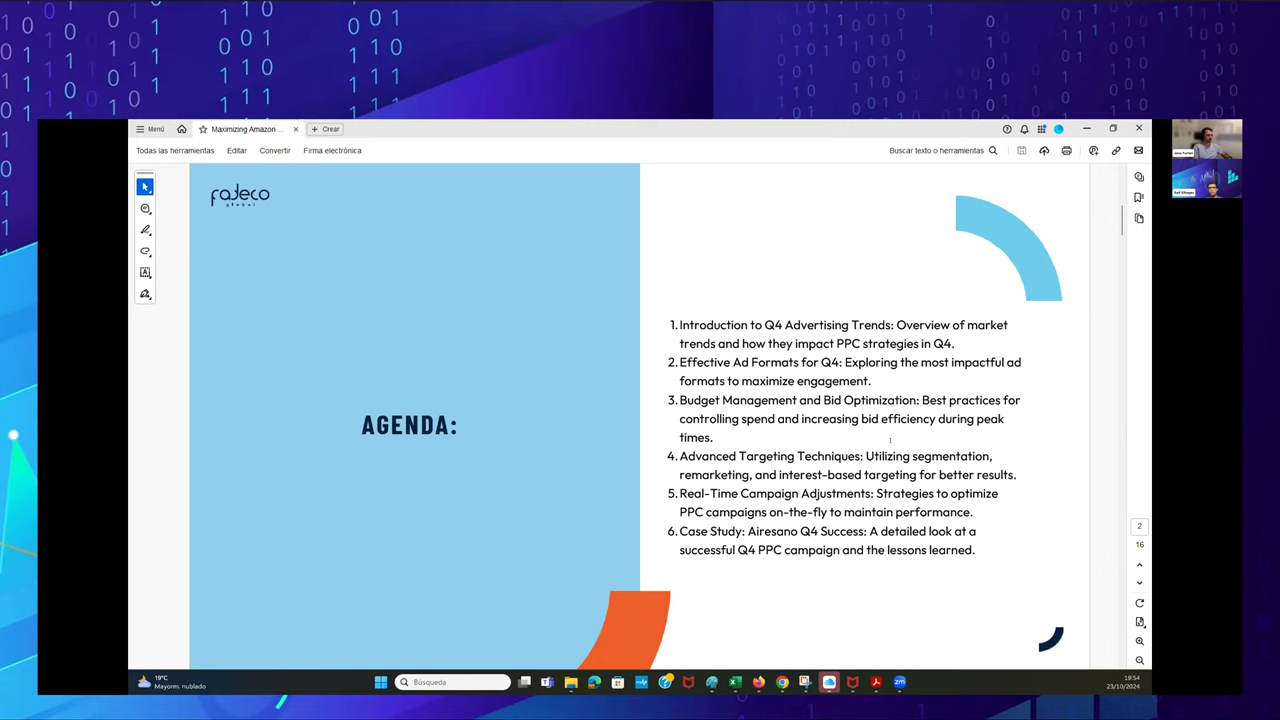 Menú
Maximizing Amazon ...
Crear
Todas las herramientas
Editar
Convertir
Firma electrónica
Buscar texto o herramientas
fadeco
global
AGENDA:
1. Introduction to Q4 Advertising Trends: Overview of market
trends and how they impact PPC strategies in Q4.
2. Effective Ad Formats for Q4: Exploring the most impactful ad
formats to maximize engagement.
3. Budget Management and Bid Optimization: Best practices for
controlling spend and increasing bid efficiency during peak
times.
4. Advanced Targeting Techniques: Utilizing segmentation,
remarketing, and interest-based targeting for better results.
5. Real-Time Campaign Adjustments: Strategies to optimize
PPC campaigns on-the-fly to maintain performance.
6. Case Study: Airesano Q4 Success: A detailed look at a
successful Q4 PPC campaign and the lessons learned.
2
16
19°C
Mayorm. nublado
Búsqueda
zm
19:54
23/10/2024